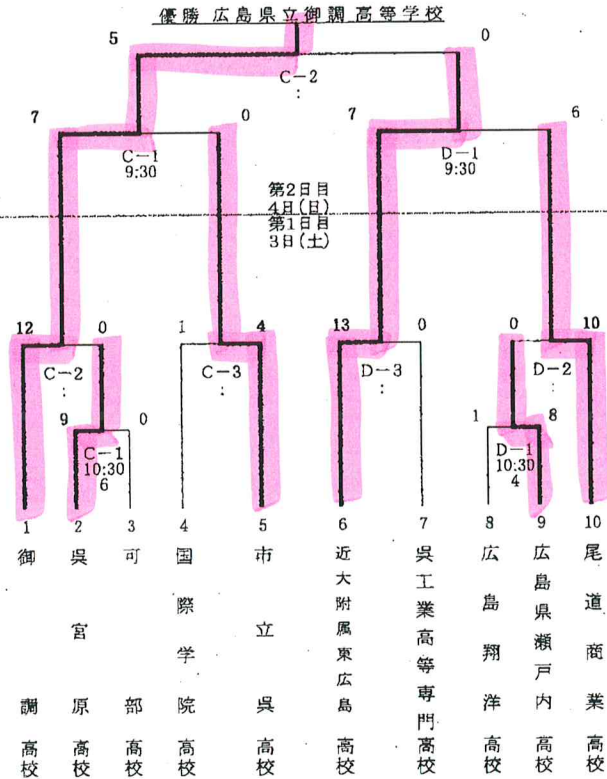 優勝 広島県立御調高等学校
5 0
C-2
:
7 0 7 6
C-1 D-1
9:30 9:30
第2日目
4日(日)
第1日目
3日(土)
12 0 1 4 13 0 0 10
C-2 C-3 D-3 D-2
: : : :
9 0 1 8
C-1 D-1
10:30 10:30
6 4
1 2 3 4 5 6 7 8 9 10
御調高校
呉宮原高校
可部高校
国際学院高校
市立呉高校
近大附属東広島高校
呉工業高等専門高校
広島翔洋高校
広島県瀬戸内高校
尾道商業高校